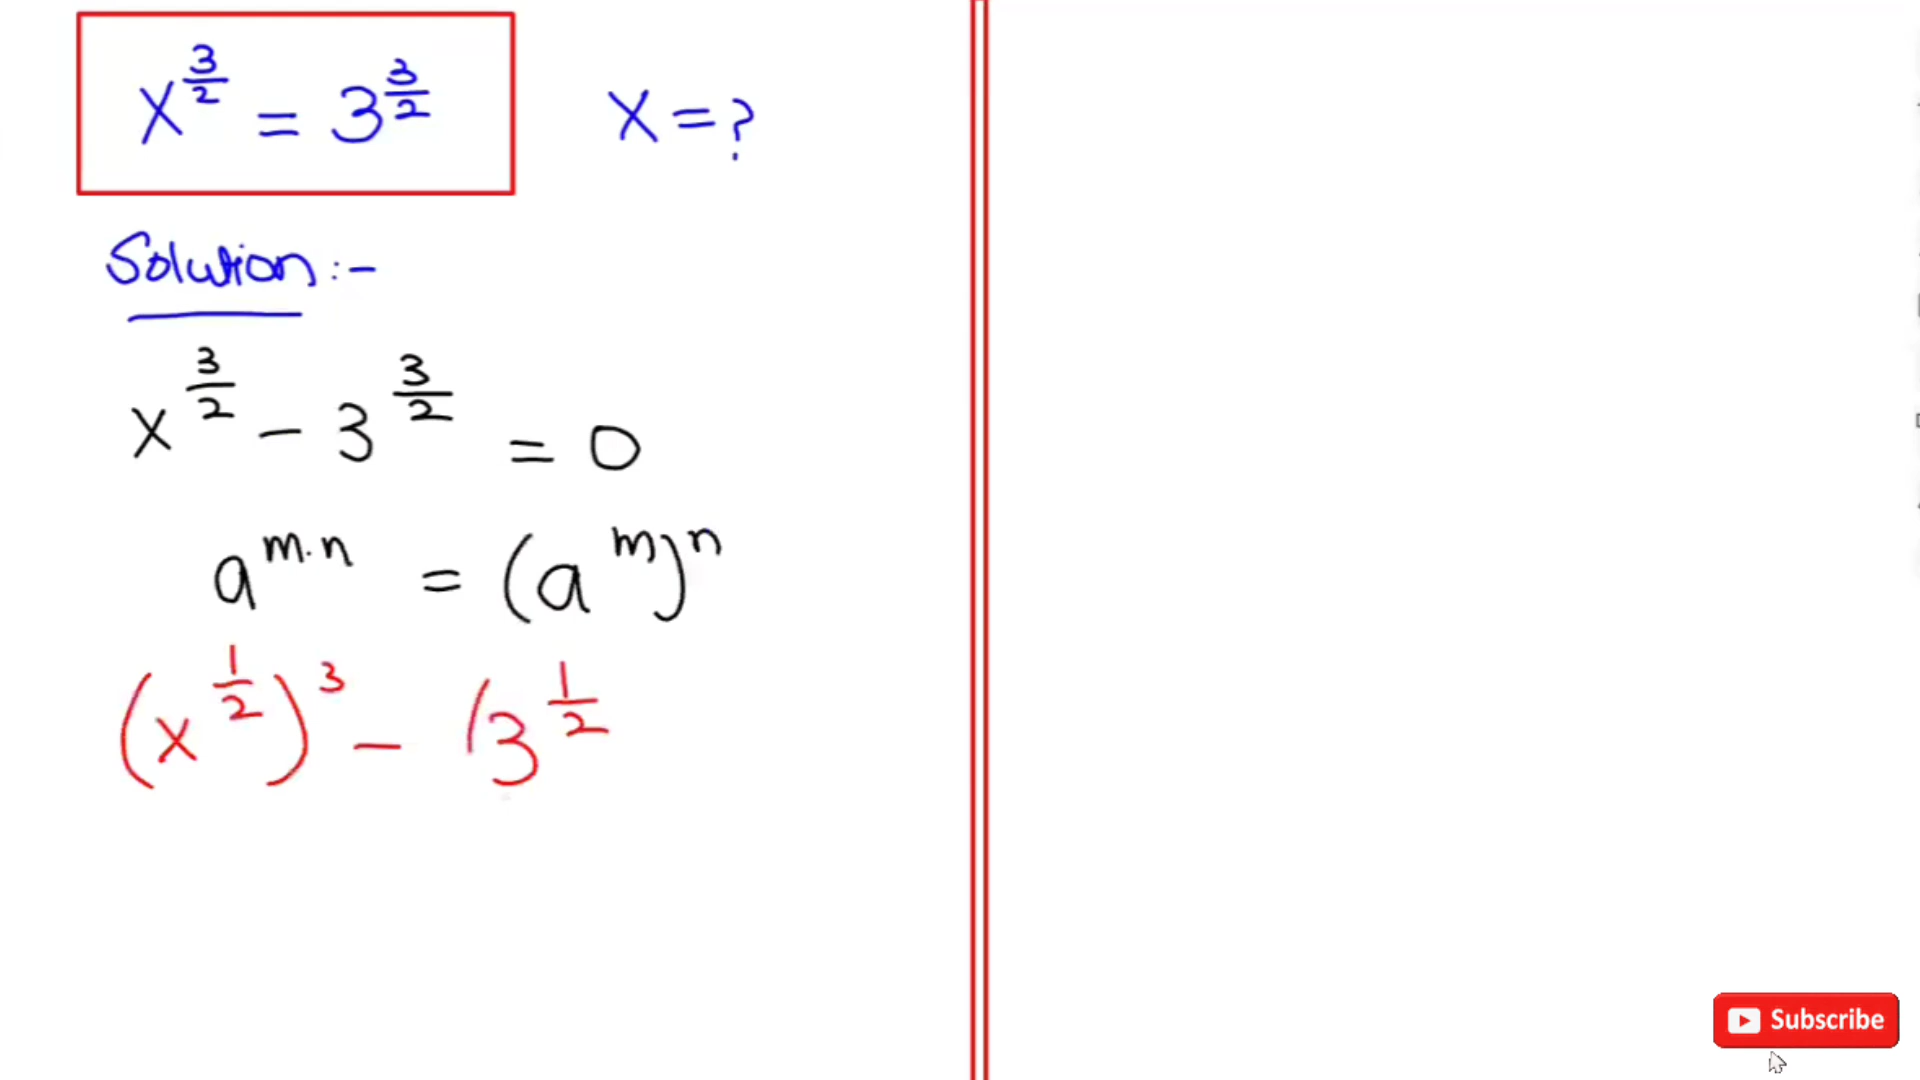 x^{3/2} = 3^{3/2}  x = ?
Solution :-
x^{3/2} - 3^{3/2} = 0
a^{m·n} = (a^m)^n
(x^{1/2})^3 - (3^{1/2}
Subscribe